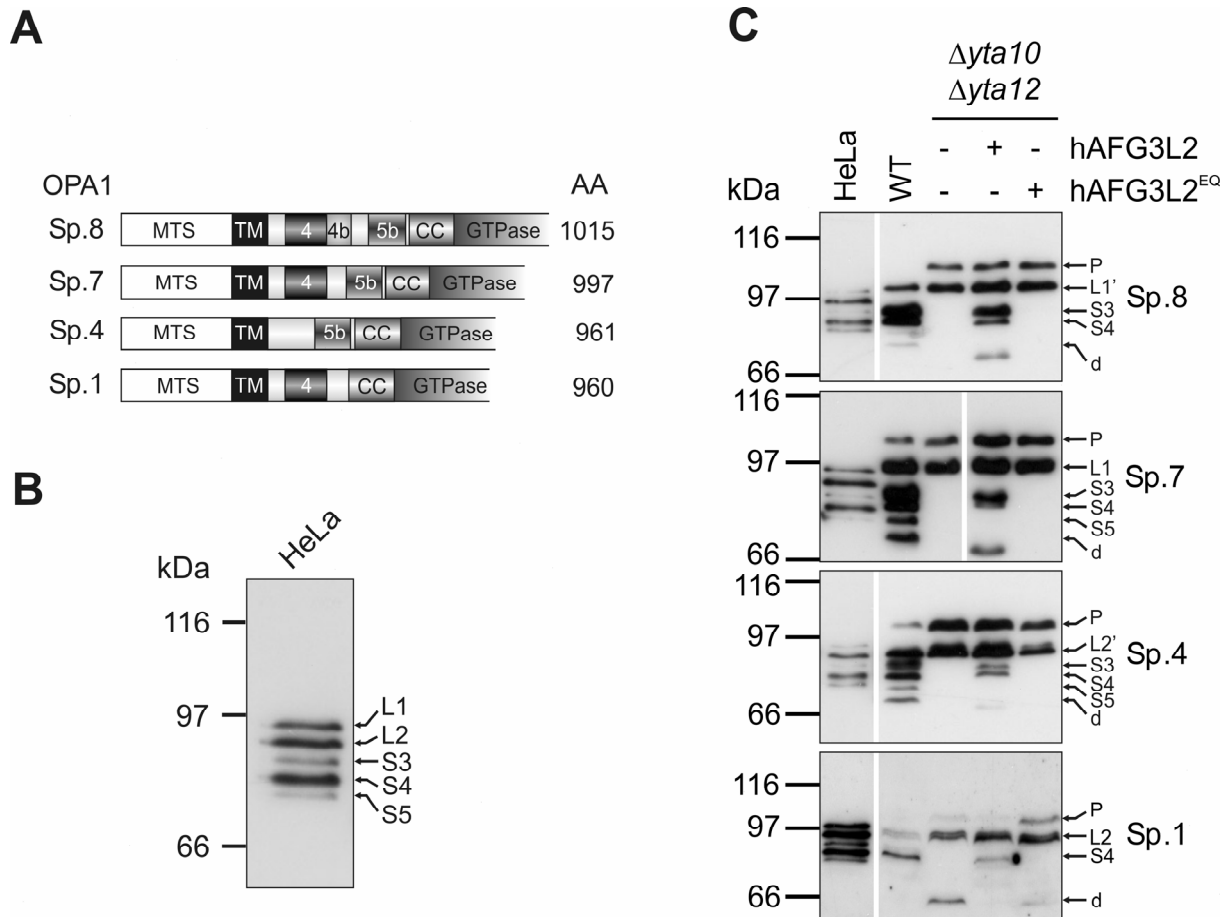 A
OPA1 AA
Sp.8 MTS TM 4 4b 5b CC GTPase 1015
Sp.7 MTS TM 4 5b CC GTPase 997
Sp.4 MTS TM 5b CC GTPase 961
Sp.1 MTS TM 4 CC GTPase 960
B
HeLa
kDa
116
97
66
L1
L2
S3
S4
S5
C
Δyta10
Δyta12
HeLa WT - + - hAFG3L2
kDa - - + hAFG3L2EQ
116
97
66
P
L1'
S3
S4
d
Sp.8
116
97
66
P
L1
S3
S4
S5
d
Sp.7
116
97
66
P
L2'
S3
S4
S5
d
Sp.4
116
97
66
P
L2
S4
d
Sp.1